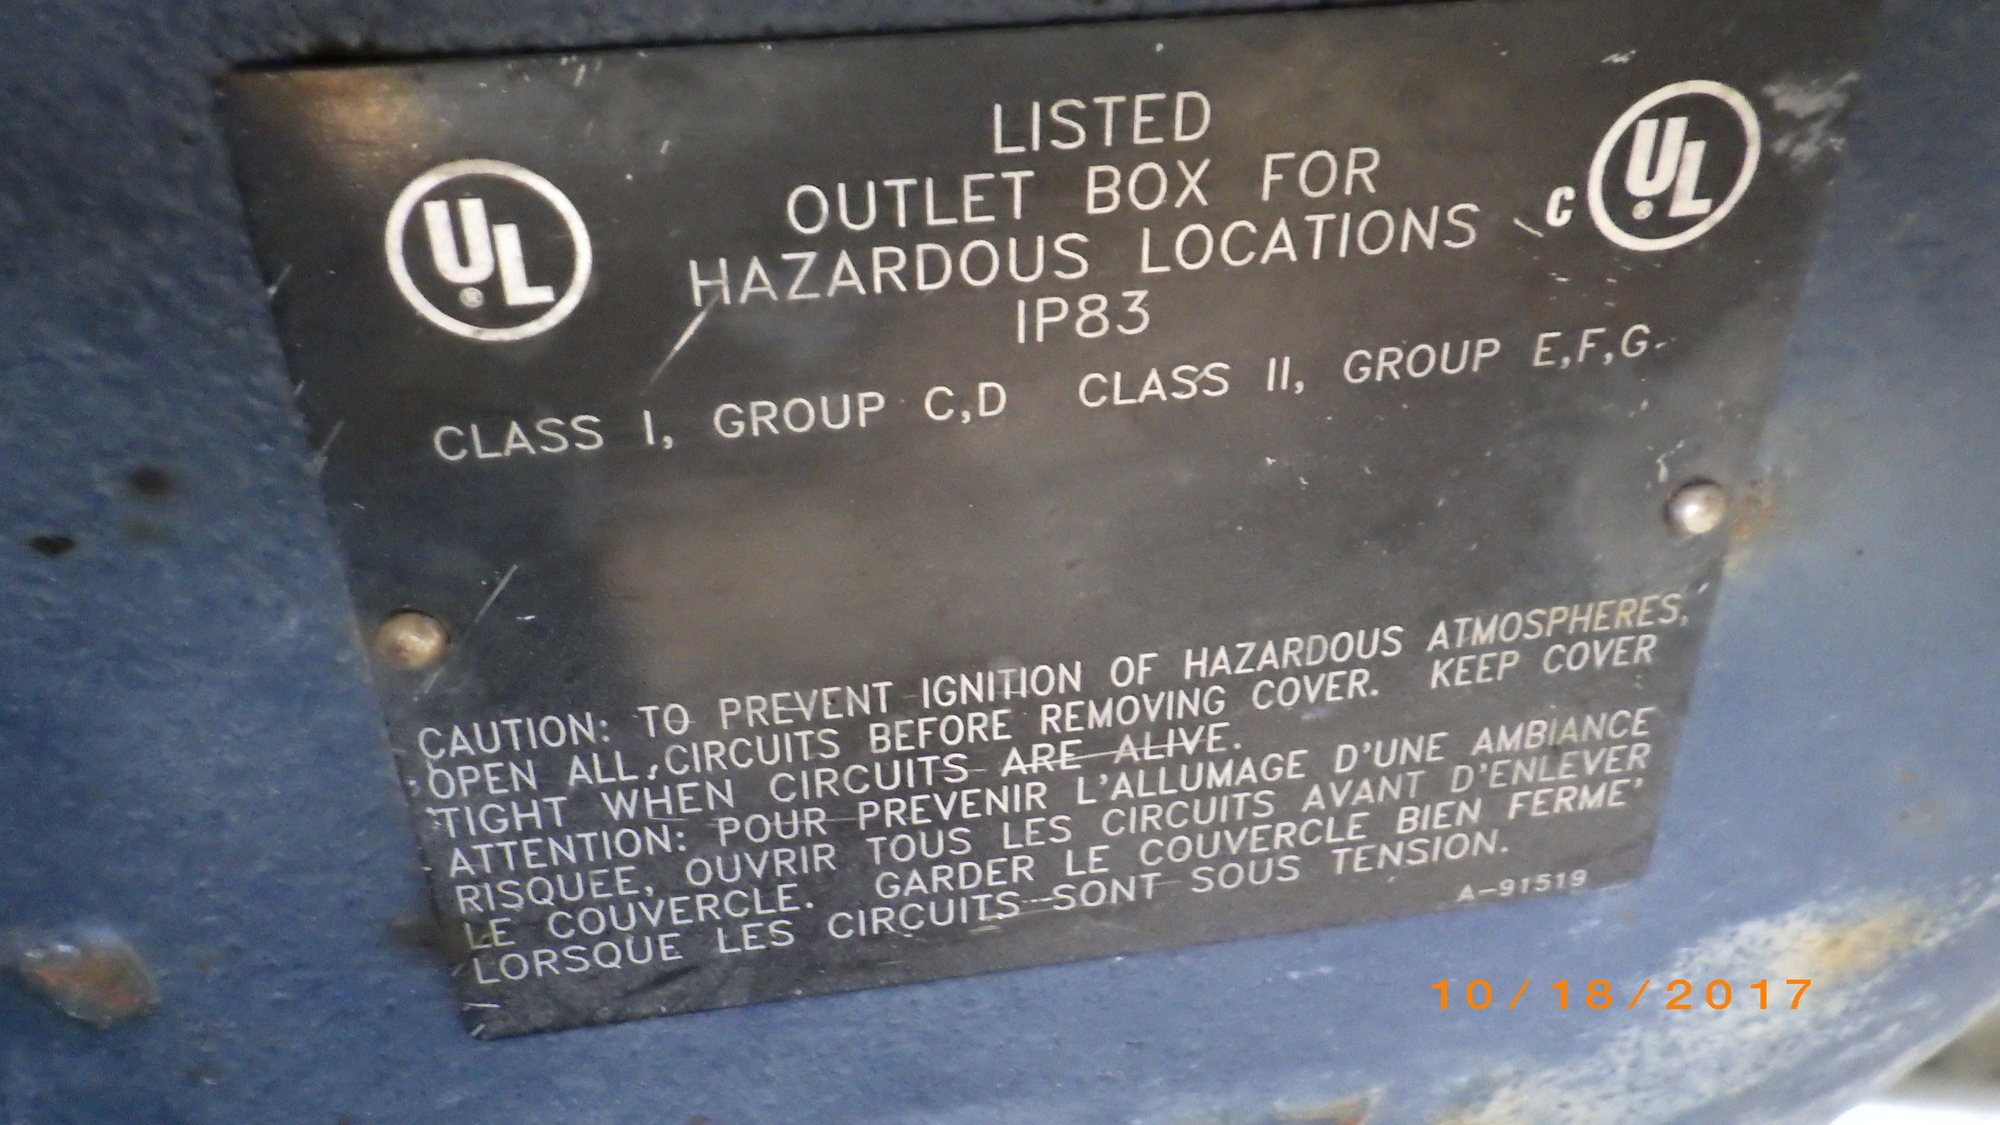 LISTED
OUTLET BOX FOR
HAZARDOUS LOCATIONS
IP83
UL ®
C UL ®
CLASS I, GROUP C,D CLASS II, GROUP E,F,G
CAUTION: TO PREVENT IGNITION OF HAZARDOUS ATMOSPHERES,
OPEN ALL CIRCUITS BEFORE REMOVING COVER. KEEP COVER
TIGHT WHEN CIRCUITS ARE ALIVE.
ATTENTION: POUR PREVENIR L'ALLUMAGE D'UNE AMBIANCE
RISQUEE, OUVRIR TOUS LES CIRCUITS AVANT D'ENLEVER
LE COUVERCLE. GARDER LE COUVERCLE BIEN FERME'
LORSQUE LES CIRCUITS SONT SOUS TENSION.
A-91519
10/18/2017